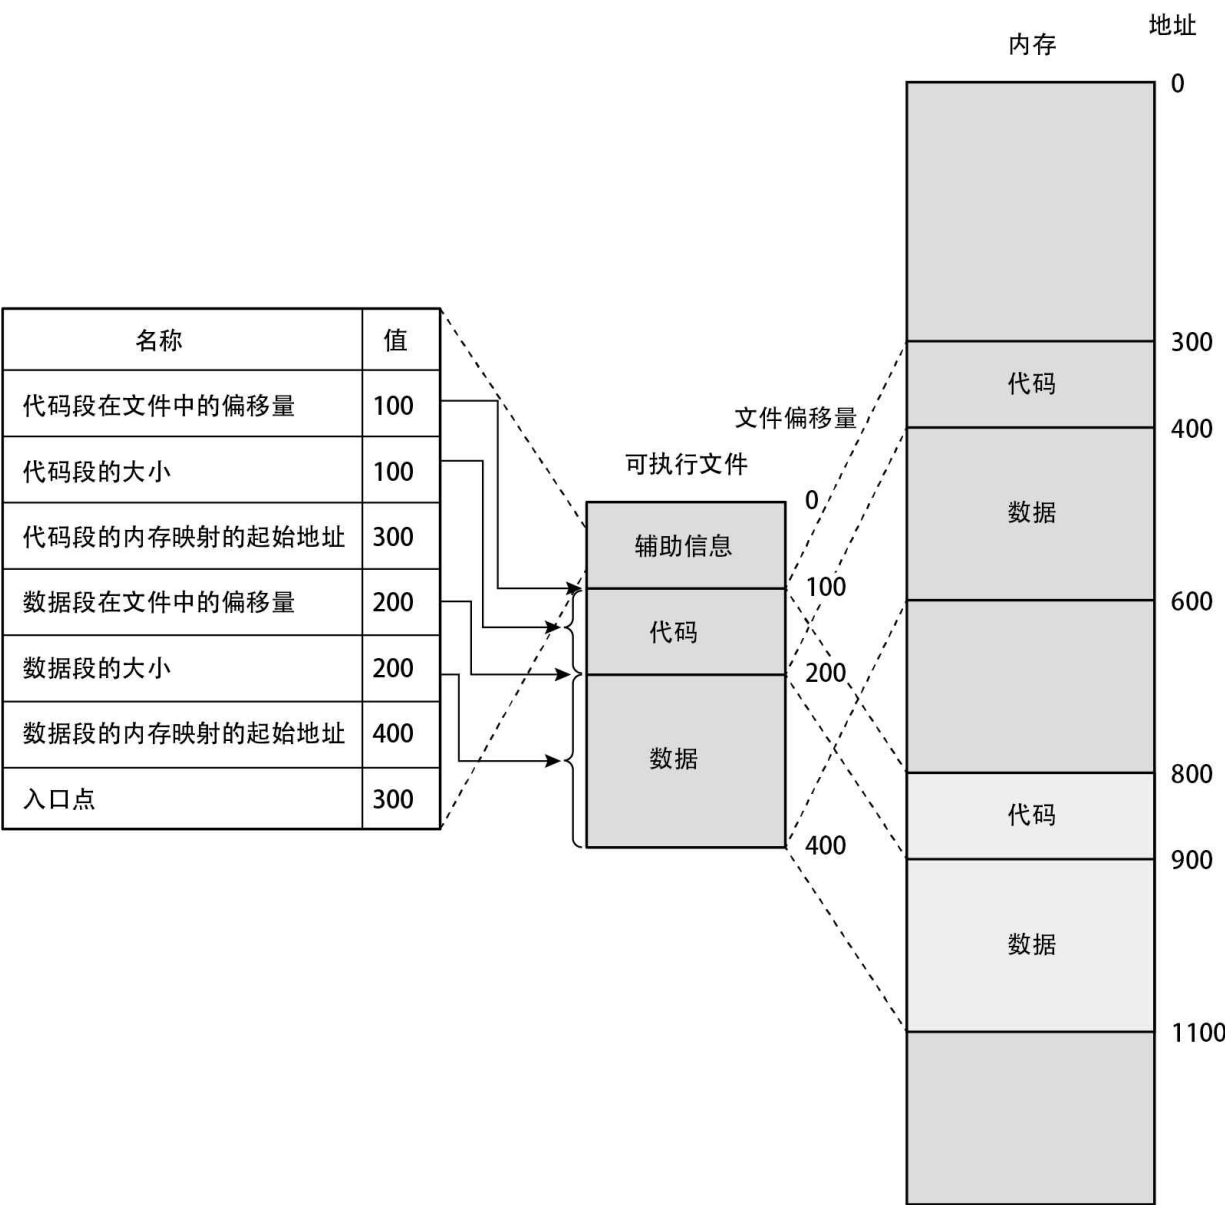 地址
内存
0
名称 值
代码段在文件中的偏移量 100
代码段的大小 100
代码段的内存映射的起始地址 300
数据段在文件中的偏移量 200
数据段的大小 200
数据段的内存映射的起始地址 400
入口点 300
文件偏移量
可执行文件
0
辅助信息
100
代码
200
数据
400
300
代码
400
数据
600
800
代码
900
数据
1100